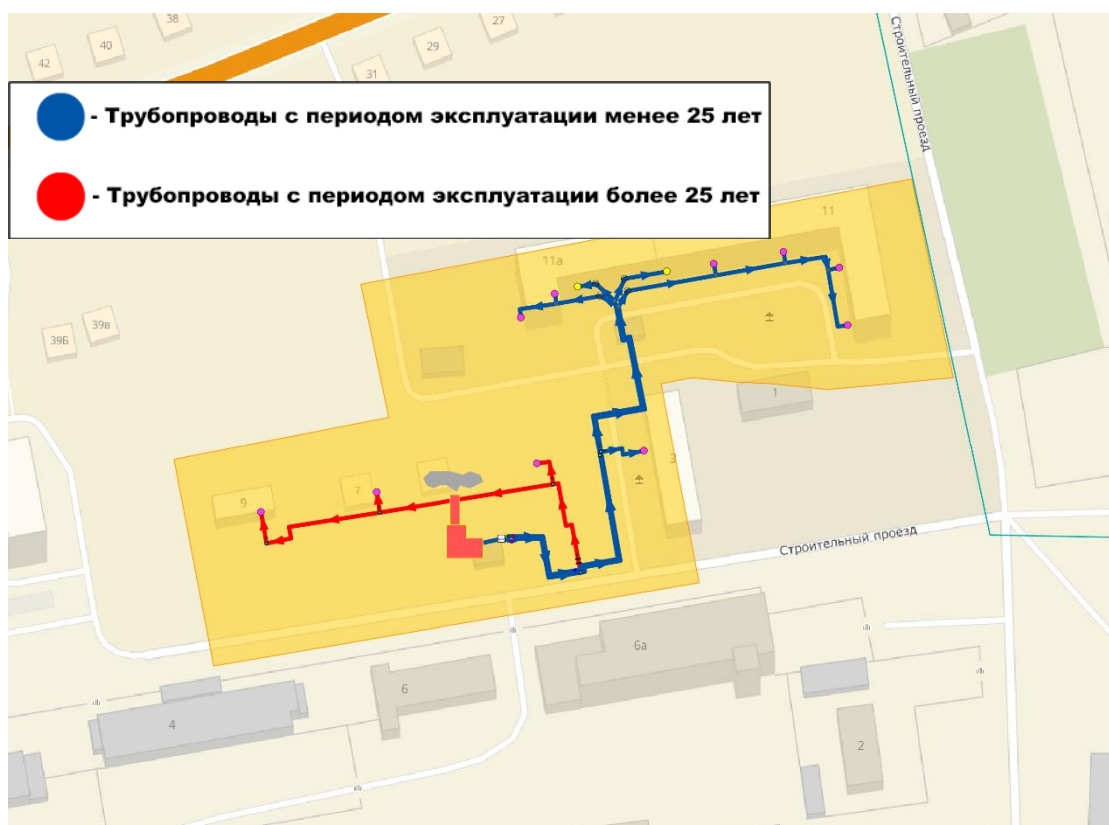 38
27
40
29
42
31
- Трубопроводы с периодом эксплуатации менее 25 лет
- Трубопроводы с периодом эксплуатации более 25 лет
Строительный проезд
11
11а
39в
39Б
1
3
7
9
Строительный проезд
6а
6
4
2